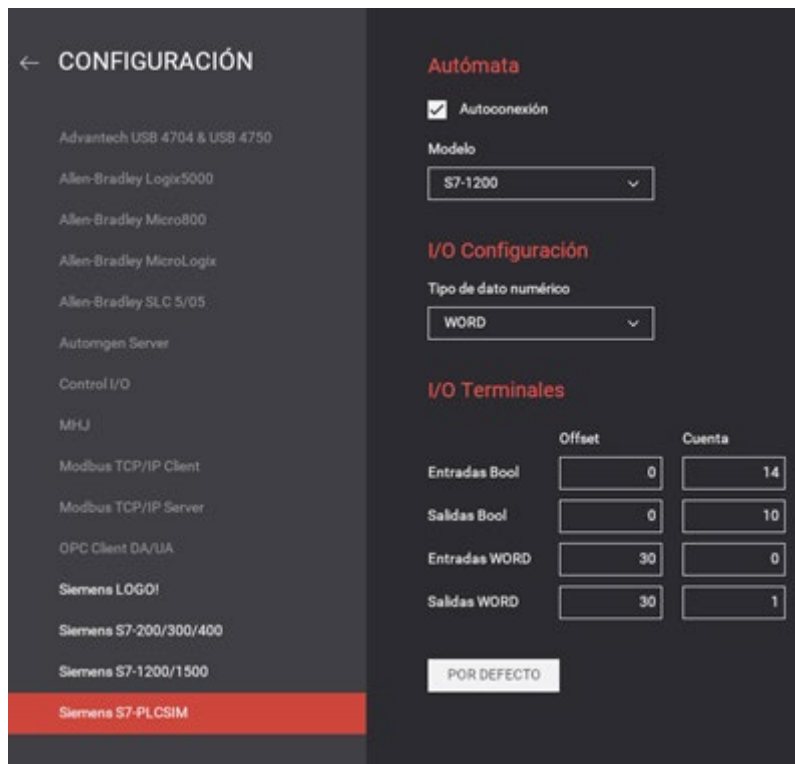 ← CONFIGURACIÓN
Advantech USB 4704 & USB 4750
Allen-Bradley Logix5000
Allen-Bradley Micro800
Allen-Bradley MicroLogix
Allen-Bradley SLC 5/05
Automgen Server
Control I/O
MHJ
Modbus TCP/IP Client
Modbus TCP/IP Server
OPC Client DA/UA
Siemens LOGO!
Siemens S7-200/300/400
Siemens S7-1200/1500
Siemens S7-PLCSIM
Autómata
Autoconexión
Modelo
S7-1200
I/O Configuración
Tipo de dato numérico
WORD
I/O Terminales
Offset Cuenta
Entradas Bool 0 14
Salidas Bool 0 10
Entradas WORD 30 0
Salidas WORD 30 1
POR DEFECTO